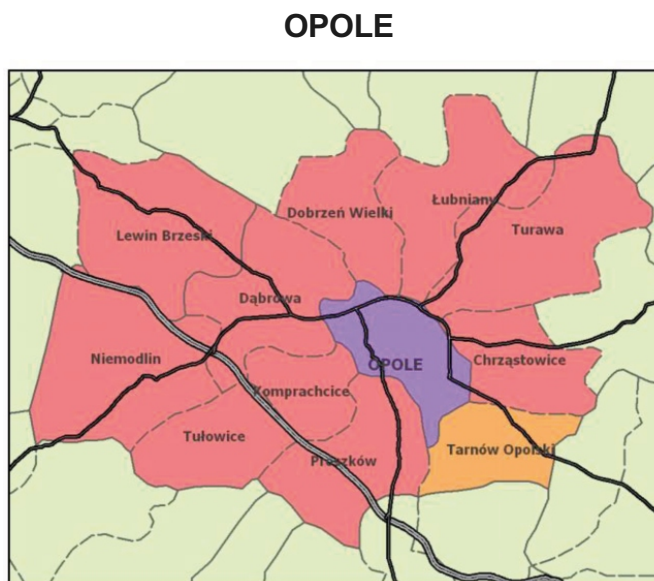 OPOLE
Łubniany
Dobrzeń Wielki
Turawa
Lewin Brzeski
Dąbrowa
Niemodlin
OPOLE
Chrząstowice
Komprachcice
Tułowice
Tarnów Opolski
Prószków